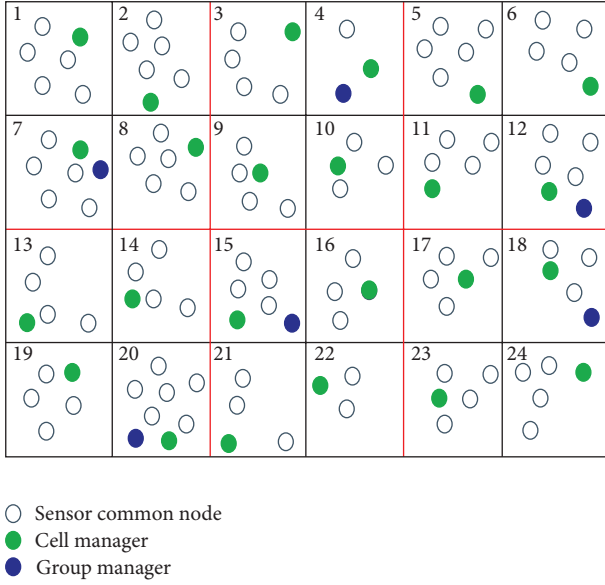 1 2 3 4 5 6
7 8 9 10 11 12
13 14 15 16 17 18
19 20 21 22 23 24
Sensor common node
Cell manager
Group manager